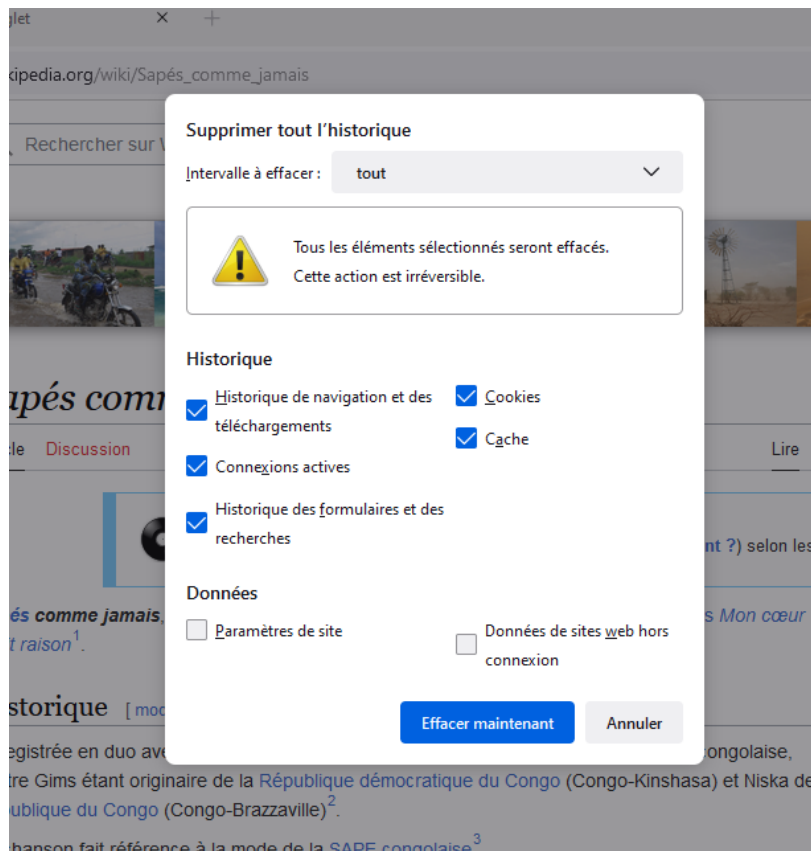 glet
kipedia.org/wiki/Sapés_comme_jamais
Rechercher sur W
Supprimer tout l’historique
Intervalle à effacer : tout
Tous les éléments sélectionnés seront effacés.
Cette action est irréversible.
Historique
Historique de navigation et des téléchargements
Cookies
Cache
Connexions actives
Historique des formulaires et des recherches
Données
Paramètres de site
Données de sites web hors connexion
Effacer maintenant Annuler
apés comm
le Discussion Lire
nt ?) selon les
és comme jamais, s Mon cœur
t raison1.
storique [ mod
egistrée en duo ave ongolaise,
tre Gims étant originaire de la République démocratique du Congo (Congo-Kinshasa) et Niska de
ublique du Congo (Congo-Brazzaville)2.
hanson fait référence à la mode de la SAPE congolaise3